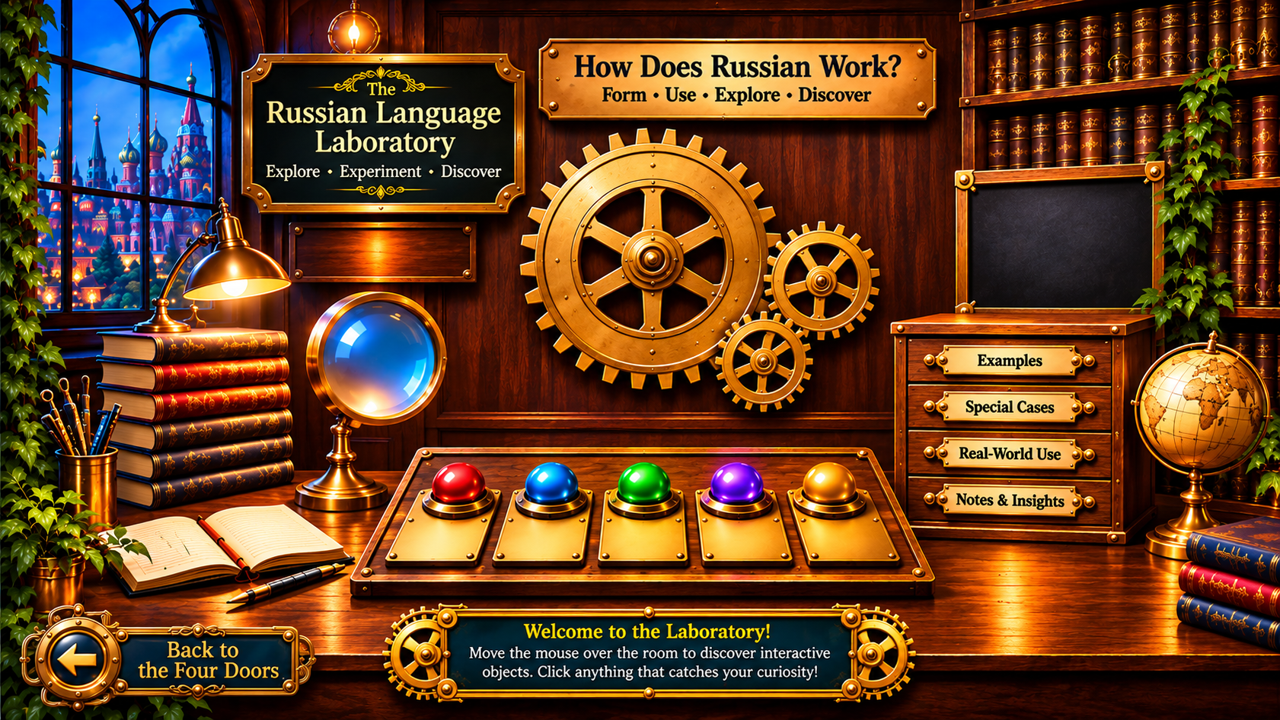 The
Russian Language
Laboratory
Explore • Experiment • Discover
How Does Russian Work?
Form • Use • Explore • Discover
Examples
Special Cases
Real-World Use
Notes & Insights
Back to
the Four Doors
Welcome to the Laboratory!
Move the mouse over the room to discover interactive
objects. Click anything that catches your curiosity!